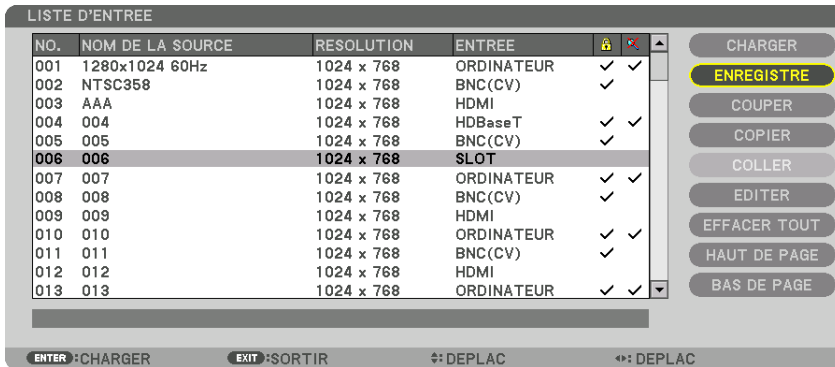 LISTE D'ENTREE
NO. NOM DE LA SOURCE RESOLUTION ENTREE
001 1280x1024 60Hz 1024 x 768 ORDINATEUR
002 NTSC358 1024 x 768 BNC(CV)
003 AAA 1024 x 768 HDMI
004 004 1024 x 768 HDBaseT
005 005 1024 x 768 BNC(CV)
006 006 1024 x 768 SLOT
007 007 1024 x 768 ORDINATEUR
008 008 1024 x 768 BNC(CV)
009 009 1024 x 768 HDMI
010 010 1024 x 768 ORDINATEUR
011 011 1024 x 768 BNC(CV)
012 012 1024 x 768 HDMI
013 013 1024 x 768 ORDINATEUR
CHARGER
ENREGISTRE
COUPER
COPIER
COLLER
EDITER
EFFACER TOUT
HAUT DE PAGE
BAS DE PAGE
ENTER :CHARGER EXIT :SORTIR :DEPLAC :DEPLAC